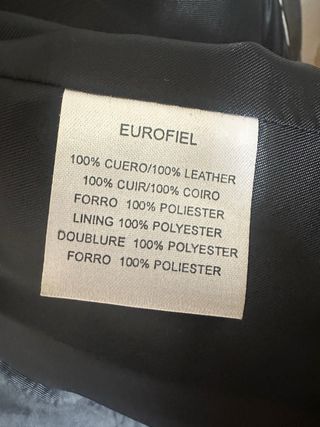 EUROFIEL
100% CUERO/100% LEATHER
100% CUIR/100% COIRO
FORRO 100% POLIESTER
LINING 100% POLYESTER
DOUBLURE 100% POLYESTER
FORRO 100% POLIESTER